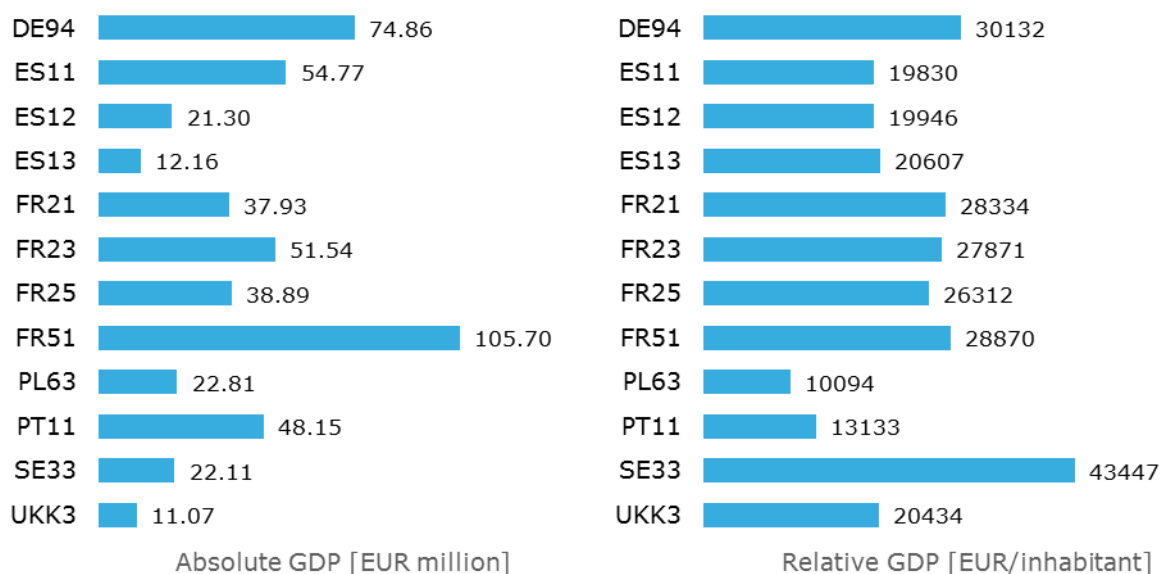 DE94 74.86 DE94 30132
ES11 54.77 ES11 19830
ES12 21.30 ES12 19946
ES13 12.16 ES13 20607
FR21 37.93 FR21 28334
FR23 51.54 FR23 27871
FR25 38.89 FR25 26312
FR51 105.70 FR51 28870
PL63 22.81 PL63 10094
PT11 48.15 PT11 13133
SE33 22.11 SE33 43447
UKK3 11.07 UKK3 20434
Absolute GDP [EUR million] Relative GDP [EUR/inhabitant]